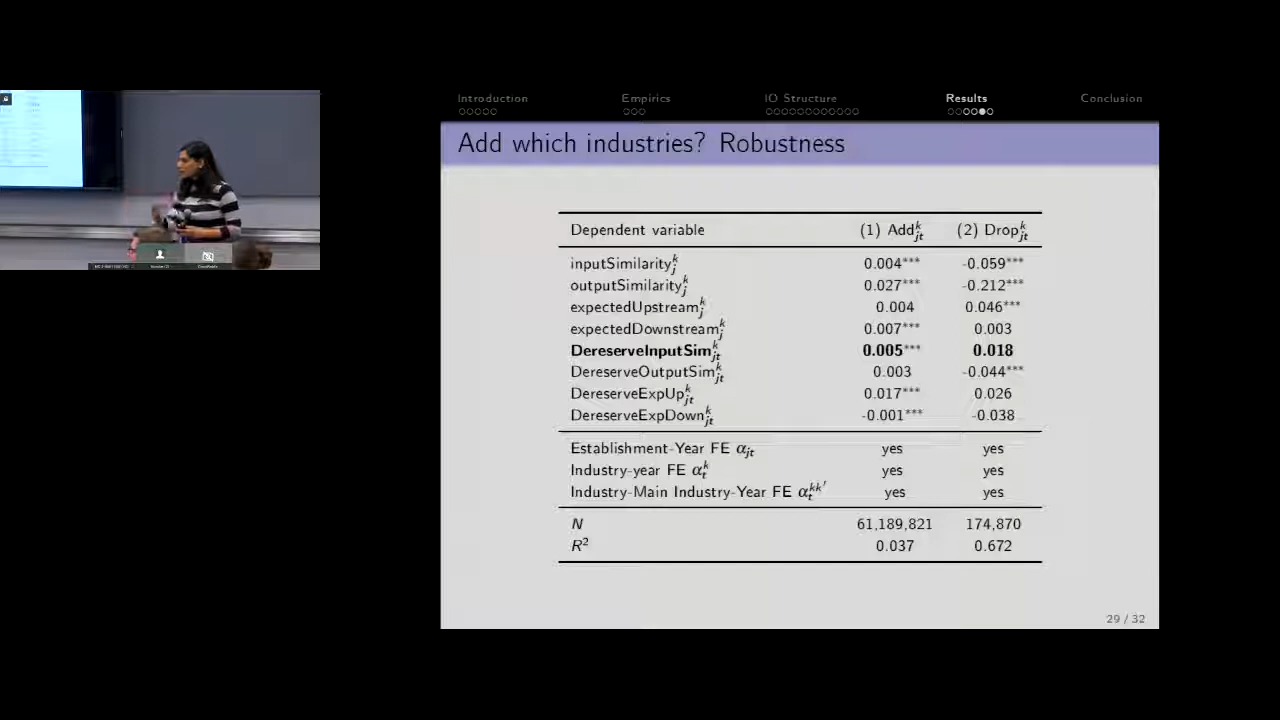 Introduction Empirics IO Structure Results Conclusion
Add which industries? Robustness
Dependent variable (1) Add^k_jt (2) Drop^k_jt
inputSimilarity^k_j 0.004*** -0.059***
outputSimilarity^k_j 0.027*** -0.212***
expectedUpstream^k_j 0.004 0.046***
expectedDownstream^k_j 0.007*** 0.003
DereserveInputSim^k_jt 0.005*** 0.018
DereserveOutputSim^k_jt 0.003 -0.044***
DereserveExpUp^k_jt 0.017*** 0.026
DereserveExpDown^k_jt -0.001*** -0.038
Establishment-Year FE α_jt yes yes
Industry-year FE α^k_t yes yes
Industry-Main Industry-Year FE α^kk′_t yes yes
N 61,189,821 174,870
R² 0.037 0.672
29 / 32